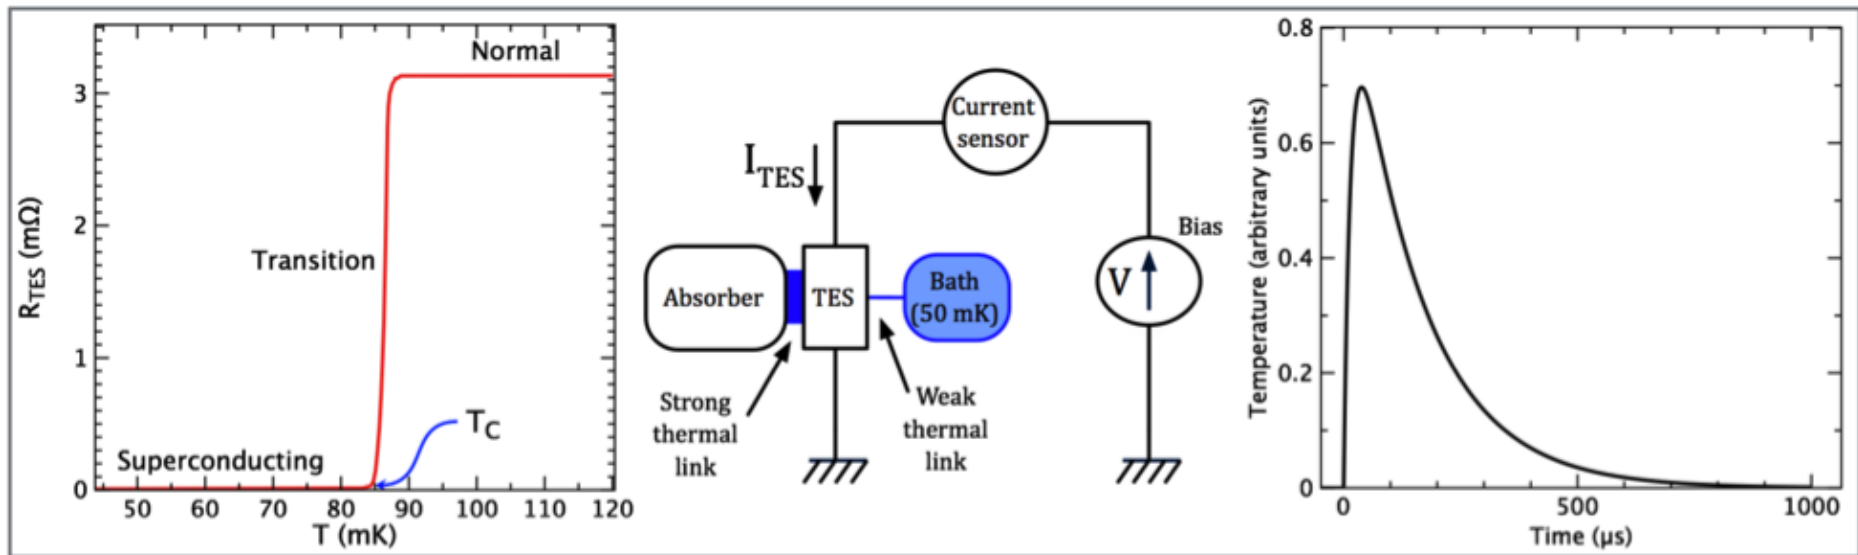 Normal
3
2
1
0
R_TES (mΩ)
Transition
Superconducting
T_C
50 60 70 80 90 100 110 120
T (mK)
Current
sensor
I_TES
Bias
V
Absorber
TES
Bath
(50 mK)
Strong
thermal
link
Weak
thermal
link
0.8
0.6
0.4
0.2
0
Temperature (arbitrary units)
0 500 1000
Time (μs)